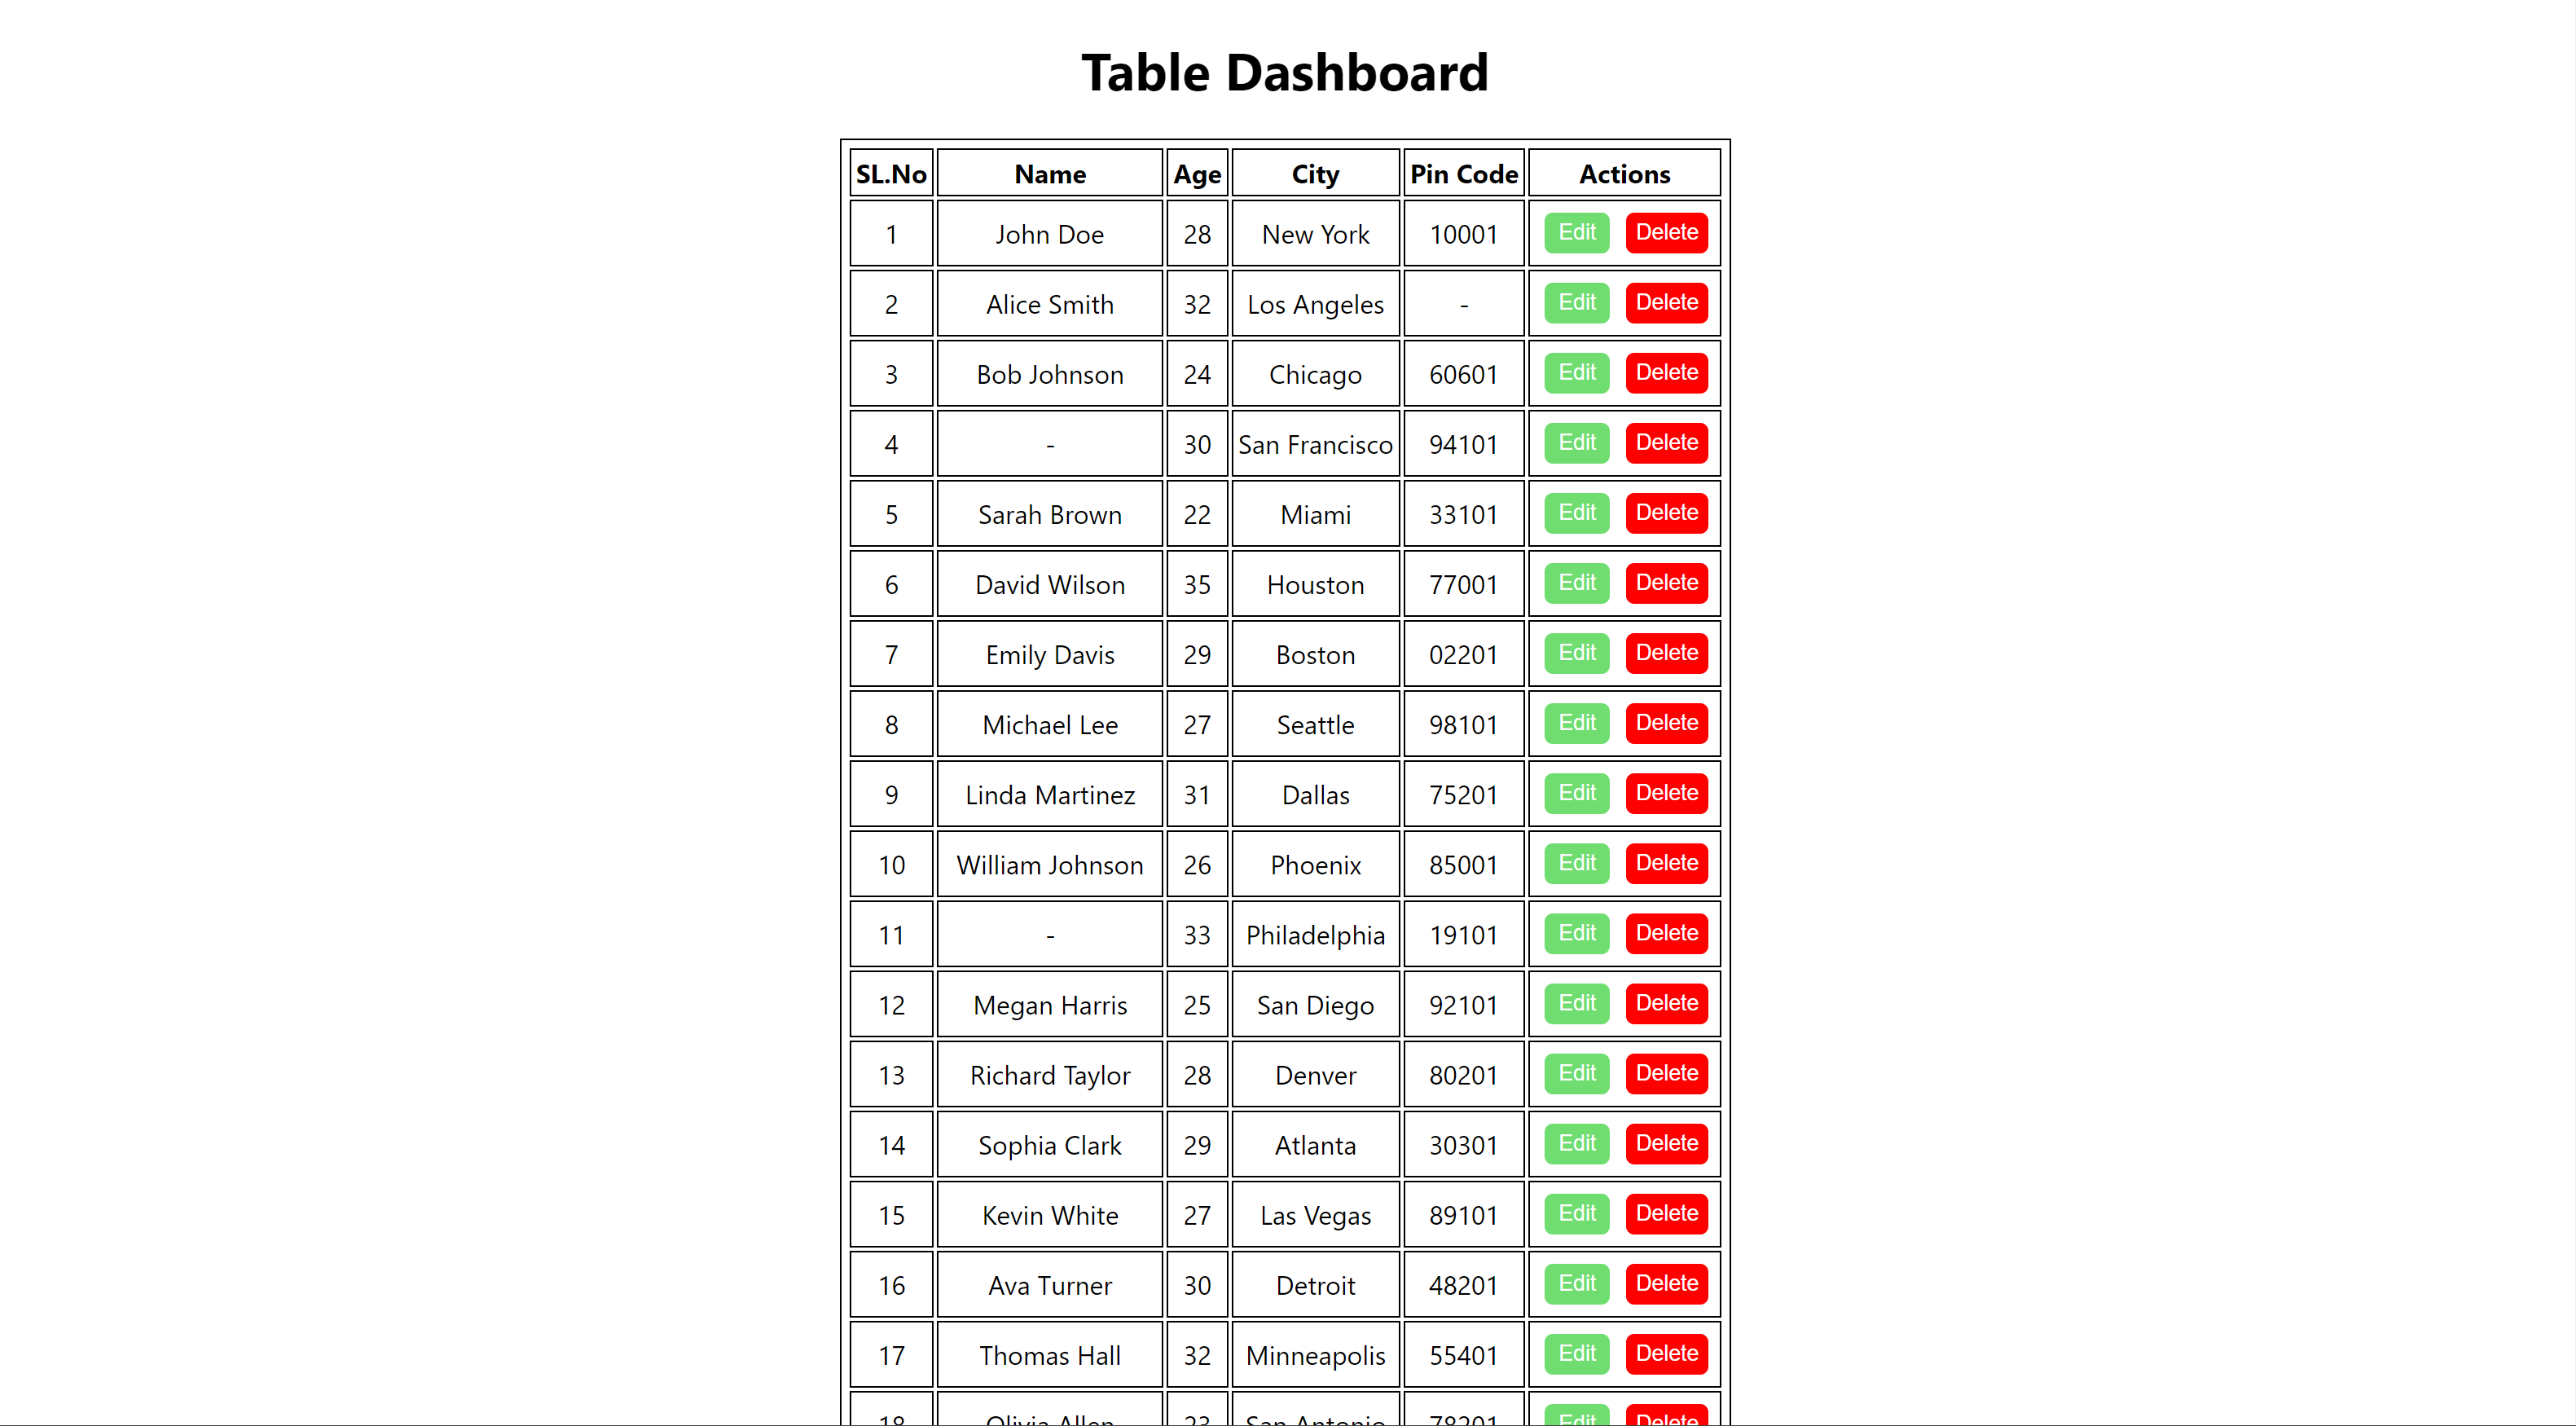 Table Dashboard
SL.No Name Age City Pin Code Actions
1 John Doe 28 New York 10001 Edit Delete
2 Alice Smith 32 Los Angeles - Edit Delete
3 Bob Johnson 24 Chicago 60601 Edit Delete
4 - 30 San Francisco 94101 Edit Delete
5 Sarah Brown 22 Miami 33101 Edit Delete
6 David Wilson 35 Houston 77001 Edit Delete
7 Emily Davis 29 Boston 02201 Edit Delete
8 Michael Lee 27 Seattle 98101 Edit Delete
9 Linda Martinez 31 Dallas 75201 Edit Delete
10 William Johnson 26 Phoenix 85001 Edit Delete
11 - 33 Philadelphia 19101 Edit Delete
12 Megan Harris 25 San Diego 92101 Edit Delete
13 Richard Taylor 28 Denver 80201 Edit Delete
14 Sophia Clark 29 Atlanta 30301 Edit Delete
15 Kevin White 27 Las Vegas 89101 Edit Delete
16 Ava Turner 30 Detroit 48201 Edit Delete
17 Thomas Hall 32 Minneapolis 55401 Edit Delete
18 Olivia Allen 23 San Antonio 78201 Edit Delete